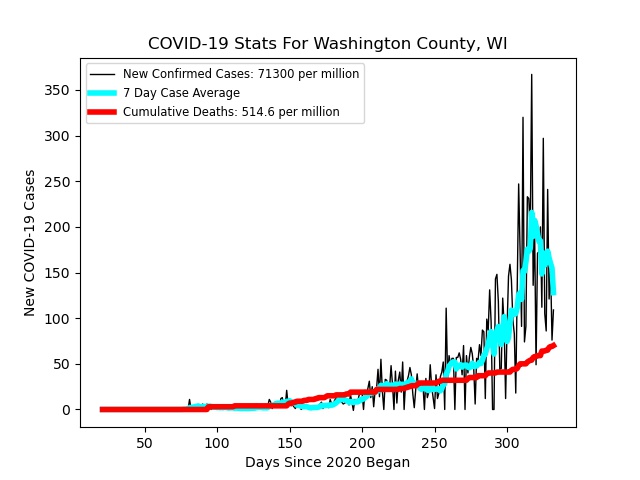 COVID-19 Stats For Washington County, WI
New Confirmed Cases: 71300 per million
7 Day Case Average
Cumulative Deaths: 514.6 per million
New COVID-19 Cases
350
300
250
200
150
100
50
0
50 100 150 200 250 300
Days Since 2020 Began